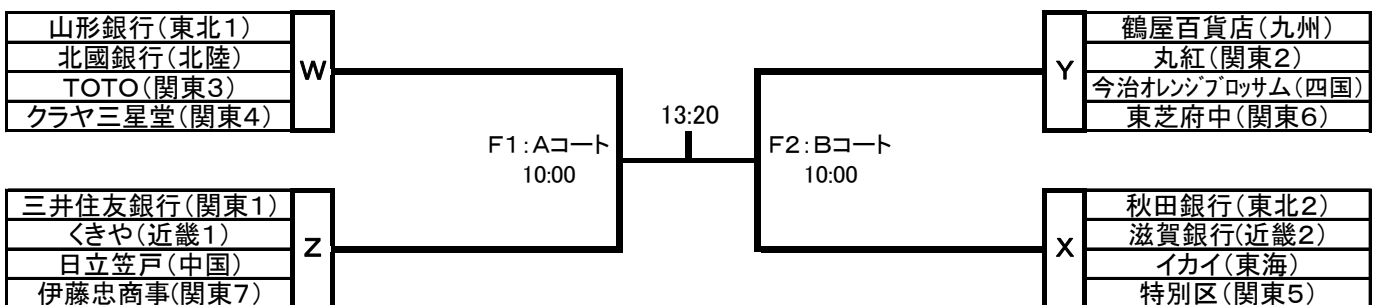 山形銀行(東北1)
北國銀行(北陸)
TOTO(関東3)
クラヤ三星堂(関東4)
W
三井住友銀行(関東1)
くきや(近畿1)
日立笠戸(中国)
伊藤忠商事(関東7)
Z
F1:Aコート
10:00
13:20
F2:Bコート
10:00
Y
鶴屋百貨店(九州)
丸紅(関東2)
今治オレンジブロッサム(四国)
東芝府中(関東6)
X
秋田銀行(東北2)
滋賀銀行(近畿2)
イカイ(東海)
特別区(関東5)